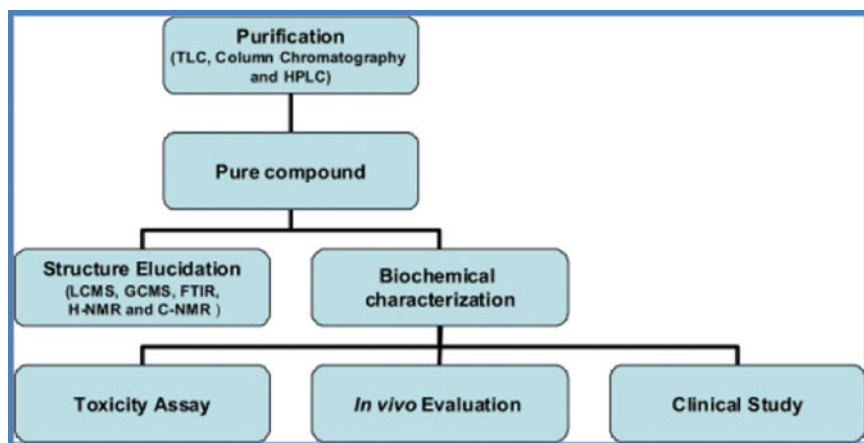 Purification
(TLC, Column Chromatography
and HPLC)
Pure compound
Structure Elucidation
(LCMS, GCMS, FTIR,
H-NMR and C-NMR )
Biochemical
characterization
Toxicity Assay
In vivo Evaluation
Clinical Study